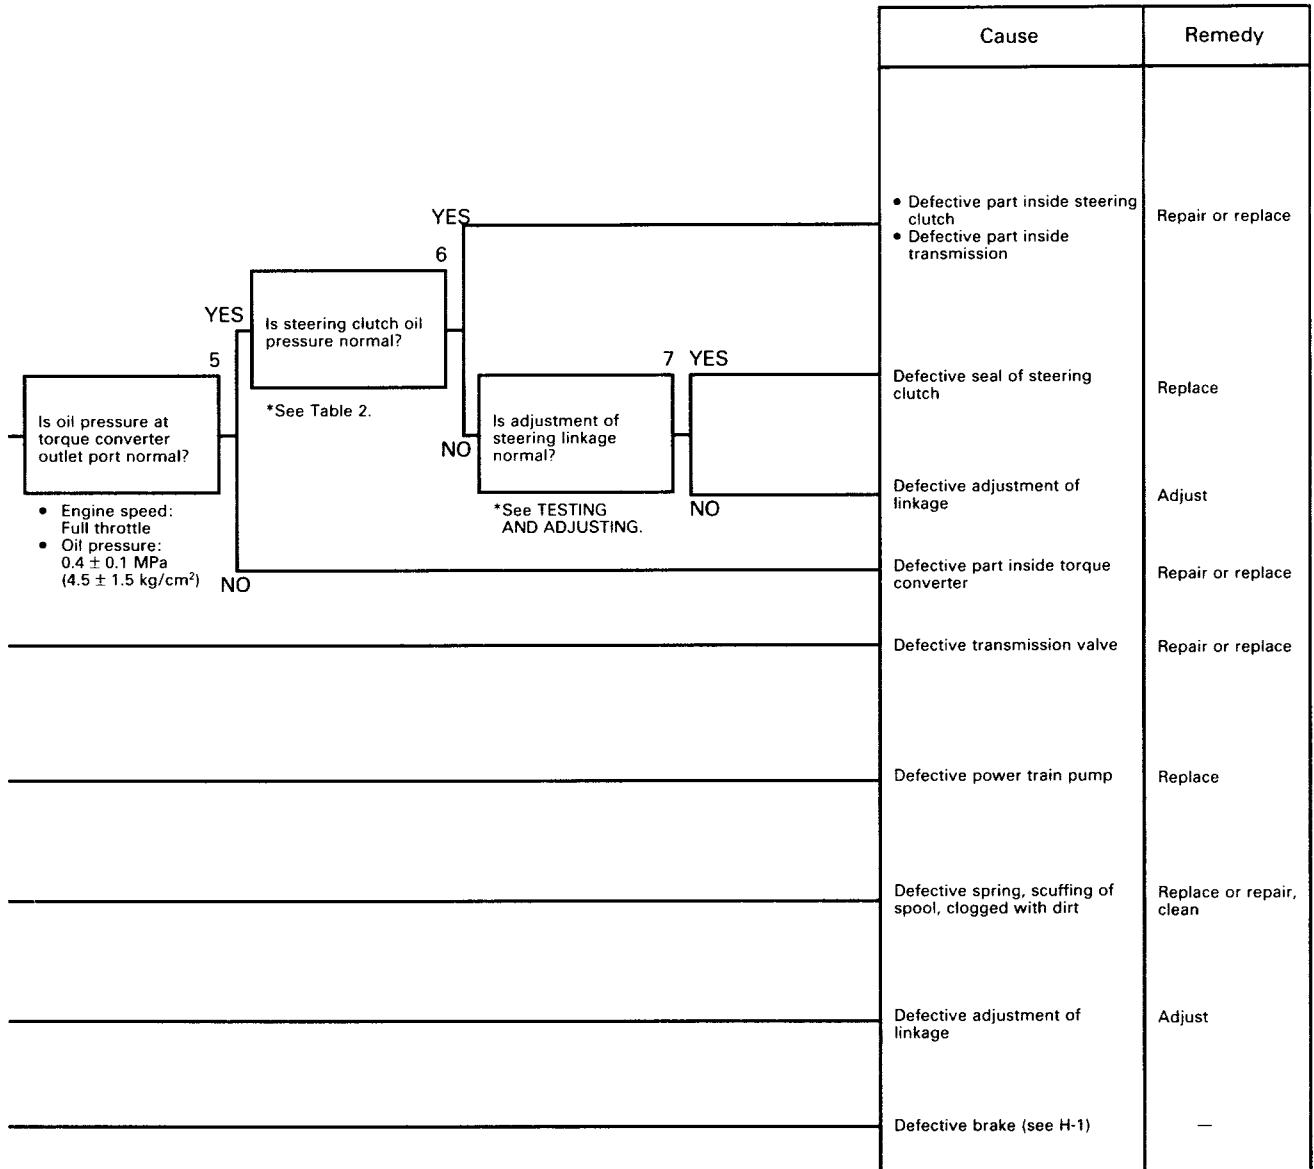 Cause
Remedy
YES
• Defective part inside steering
clutch
• Defective part inside
transmission
Repair or replace
6
YES
Is steering clutch oil
pressure normal?
*See Table 2.
5
Is oil pressure at
torque converter
outlet port normal?
• Engine speed:
Full throttle
• Oil pressure:
0.4 ± 0.1 MPa
(4.5 ± 1.5 kg/cm²)
NO
7
YES
Is adjustment of
steering linkage
normal?
*See TESTING
AND ADJUSTING.
NO
NO
Defective seal of steering
clutch
Replace
Defective adjustment of
linkage
Adjust
Defective part inside torque
converter
Repair or replace
Defective transmission valve
Repair or replace
Defective power train pump
Replace
Defective spring, scuffing of
spool, clogged with dirt
Replace or repair,
clean
Defective adjustment of
linkage
Adjust
Defective brake (see H-1)
—